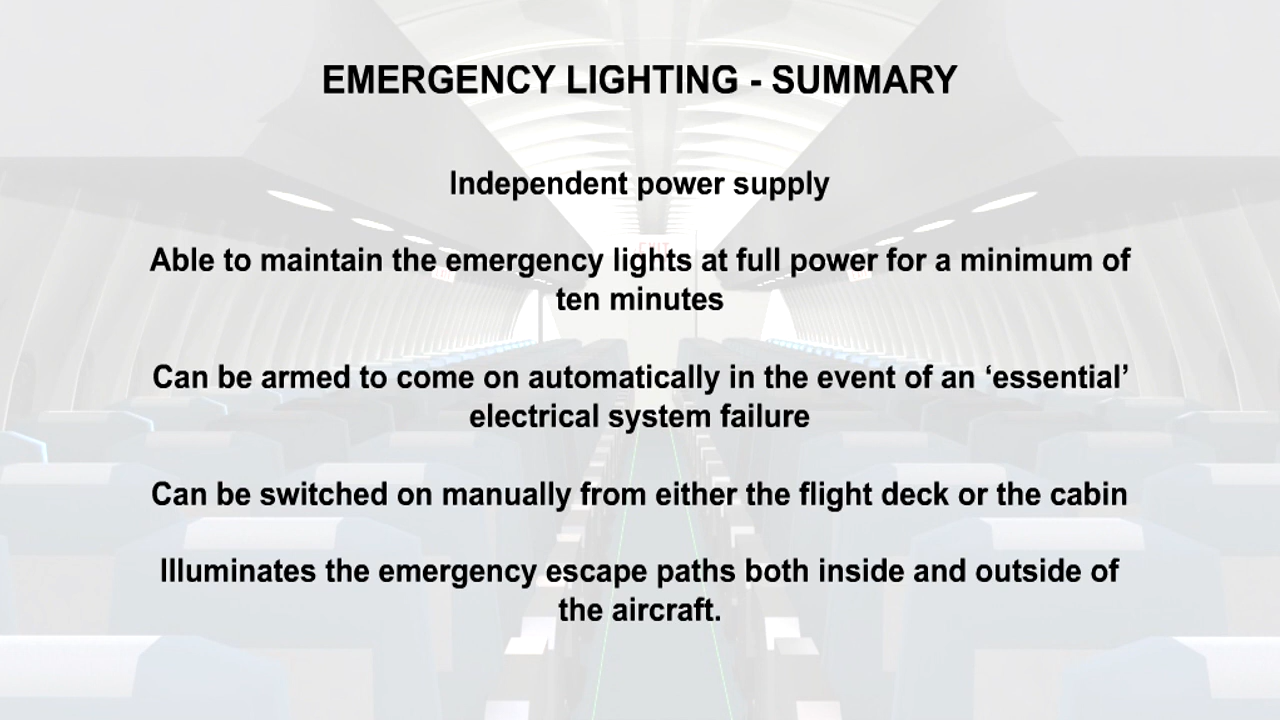 EMERGENCY LIGHTING - SUMMARY
Independent power supply
Able to maintain the emergency lights at full power for a minimum of
ten minutes
Can be armed to come on automatically in the event of an ‘essential’
electrical system failure
Can be switched on manually from either the flight deck or the cabin
Illuminates the emergency escape paths both inside and outside of
the aircraft.
EXIT